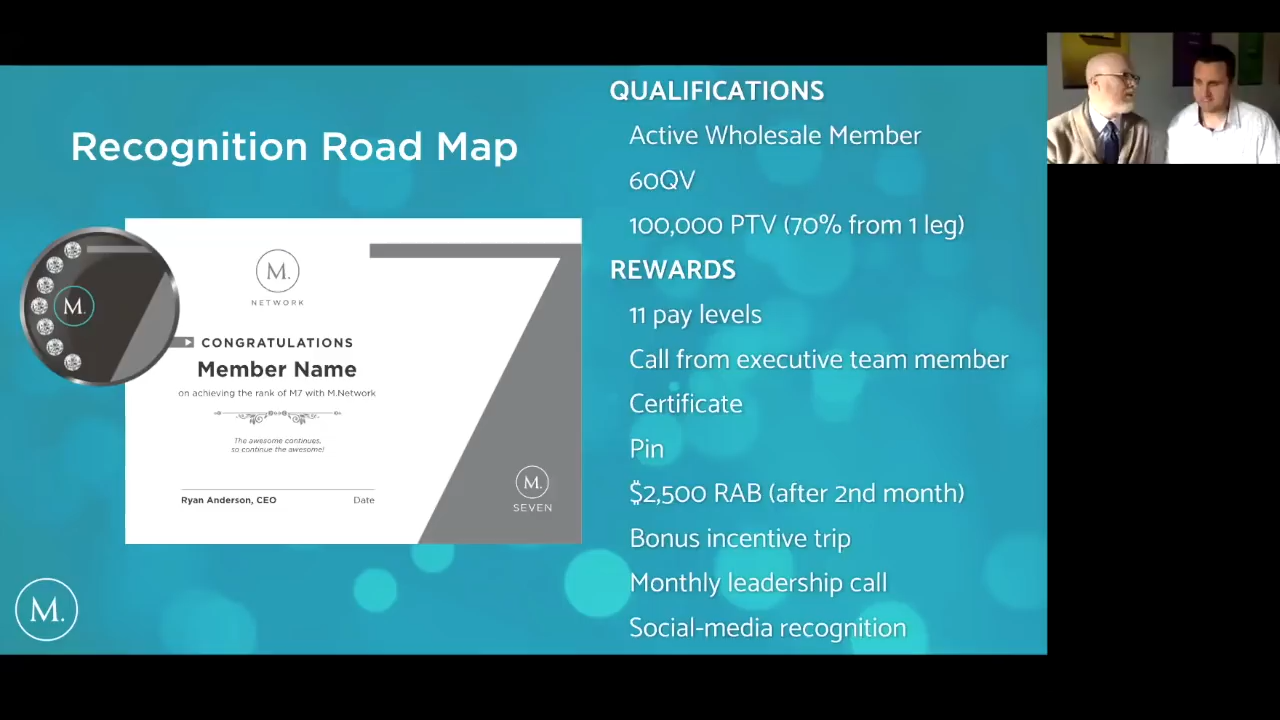 Recognition Road Map
M.
M.
NETWORK
CONGRATULATIONS
Member Name
on achieving the rank of M7 with M.Network
The awesome continues,
so continue the awesome!
Ryan Anderson, CEO
Date
M.
SEVEN
M.
QUALIFICATIONS
Active Wholesale Member
60QV
100,000 PTV (70% from 1 leg)
REWARDS
11 pay levels
Call from executive team member
Certificate
Pin
$2,500 RAB (after 2nd month)
Bonus incentive trip
Monthly leadership call
Social-media recognition